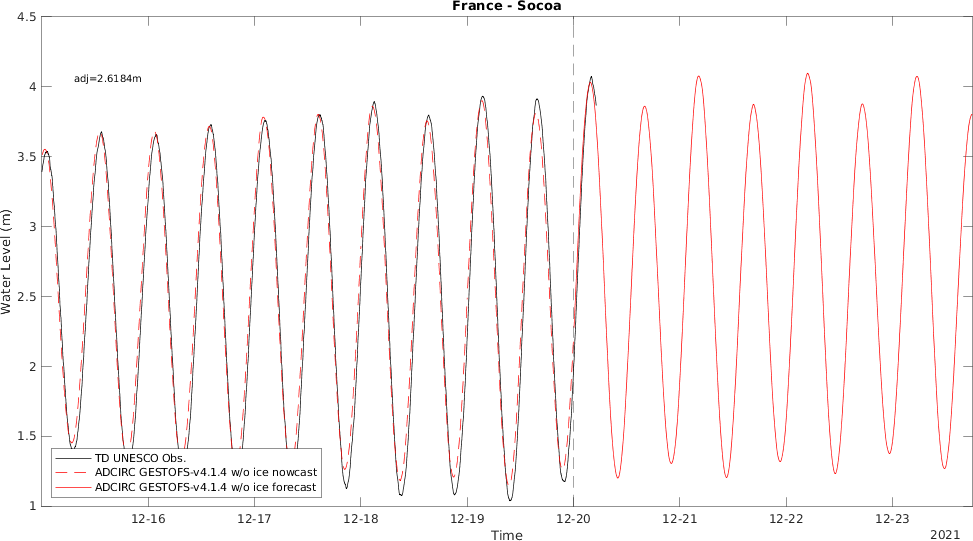 France - Socoa
4.5
4
3.5
3
2.5
2
1.5
1
Water Level (m)
adj=2.6184m
TD UNESCO Obs.
ADCIRC GESTOFS-v4.1.4 w/o ice nowcast
ADCIRC GESTOFS-v4.1.4 w/o ice forecast
12-16 12-17 12-18 12-19 12-20 12-21 12-22 12-23
Time
2021